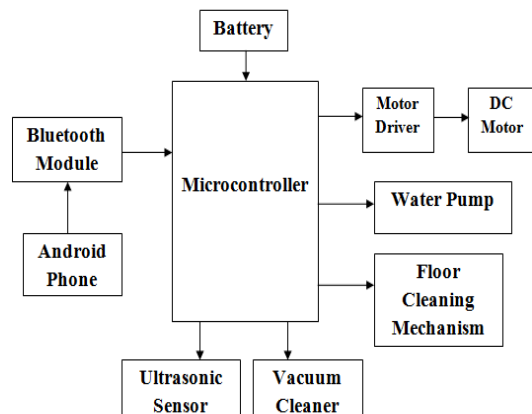 Battery
Motor
Driver
DC
Motor
Bluetooth
Module
Microcontroller
Water Pump
Android
Phone
Floor
Cleaning
Mechanism
Ultrasonic
Sensor
Vacuum
Cleaner